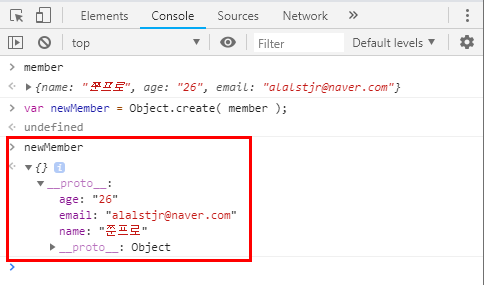 Elements Console Sources Network »
top Filter Default levels
member
{name: "쭌프로", age: "26", email: "alalstjr@naver.com"}
var newMember = Object.create( member );
undefined
newMember
{} i
__proto__:
age: "26"
email: "alalstjr@naver.com"
name: "쭌프로"
__proto__: Object